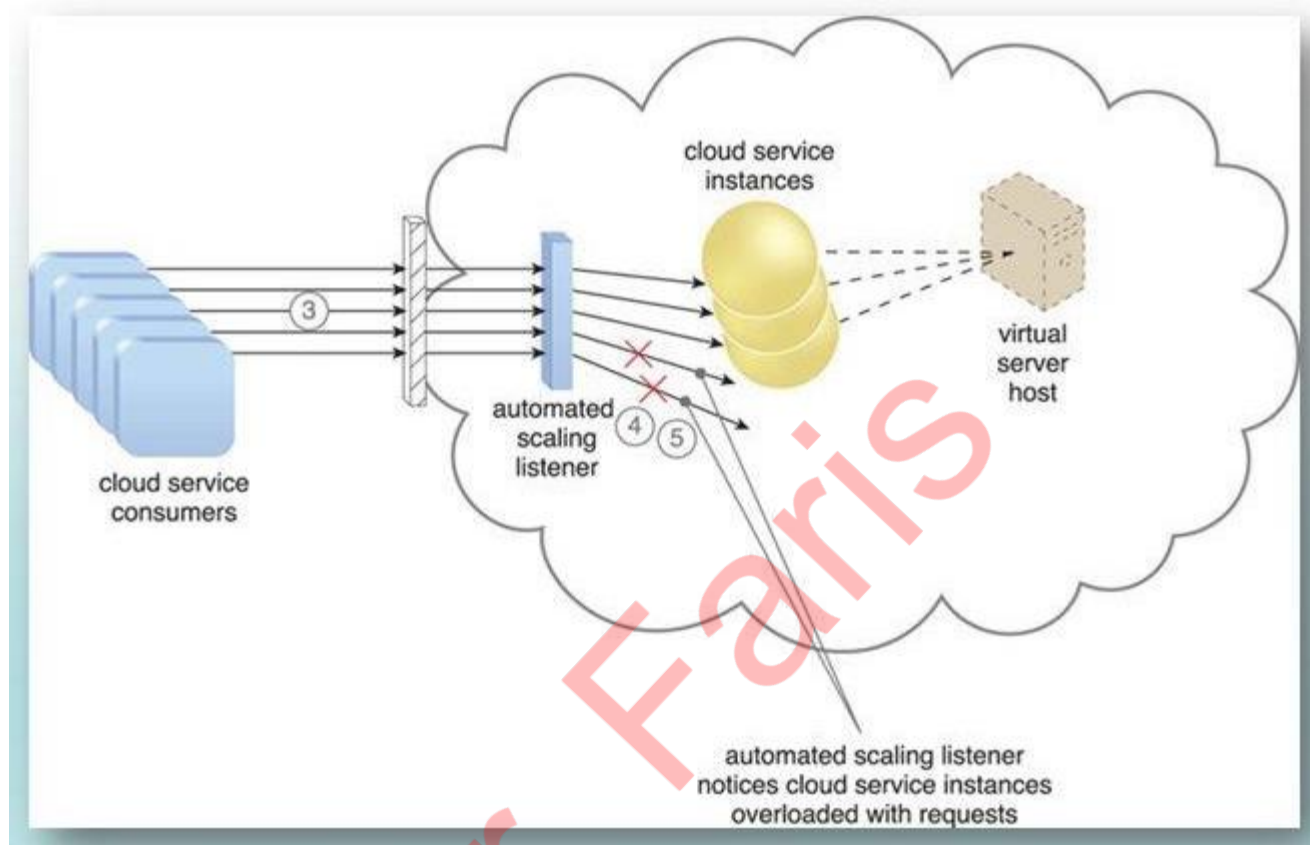 cloud service
instances
3
virtual
server
host
automated
scaling
listener
4
5
cloud service
consumers
Faris
automated scaling listener
notices cloud service instances
overloaded with requests